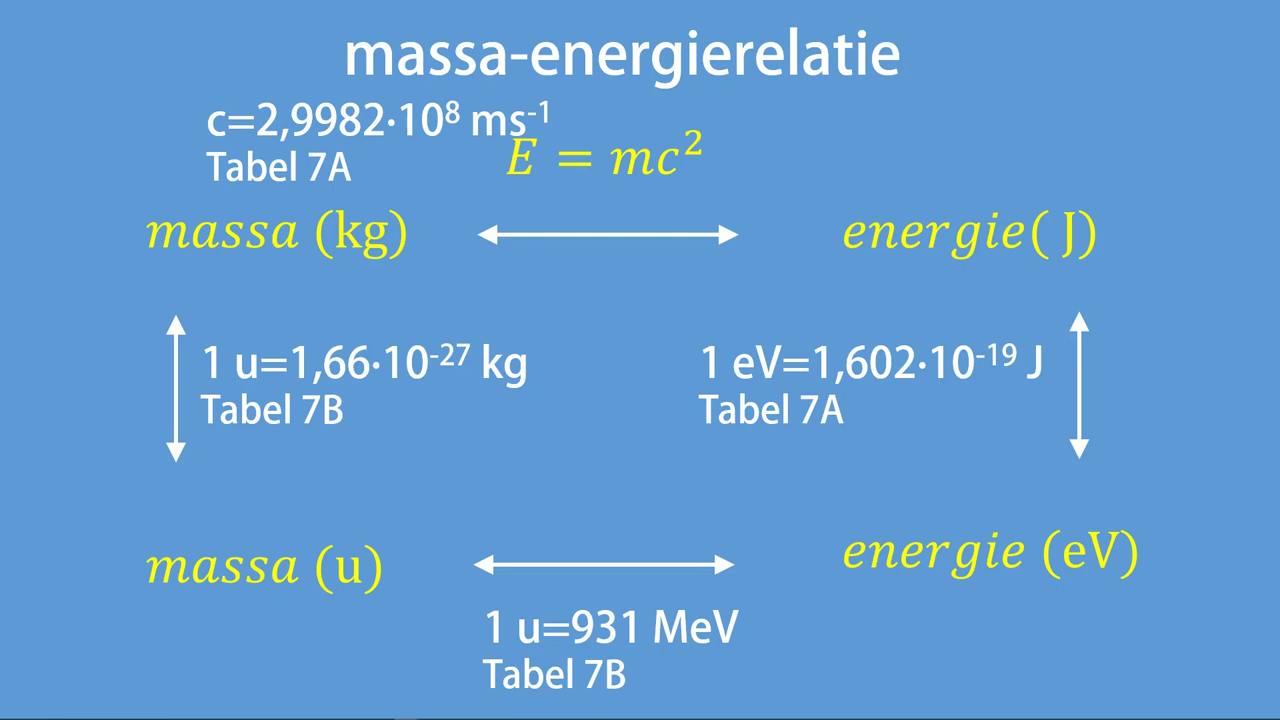 massa-energierelatie
c=2,9982·10⁸ ms⁻¹
Tabel 7A
E = mc²
massa (kg)
energie( J)
1 u=1,66·10⁻²⁷ kg
Tabel 7B
1 eV=1,602·10⁻¹⁹ J
Tabel 7A
massa (u)
energie (eV)
1 u=931 MeV
Tabel 7B